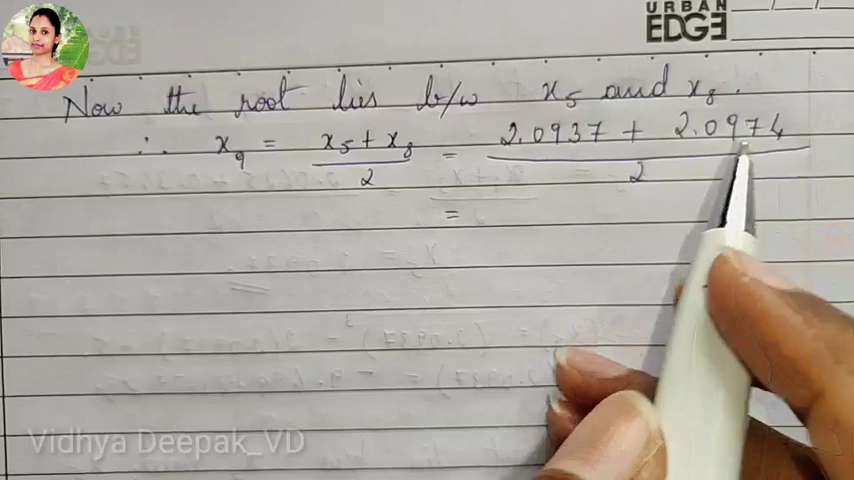 URBAN
EDGE
Now the root lies b/w x₅ and x₈.
∴ x₉ = (x₅ + x₈)/2 = (2.0937 + 2.0974)/2
=
Vidhya Deepak_VD